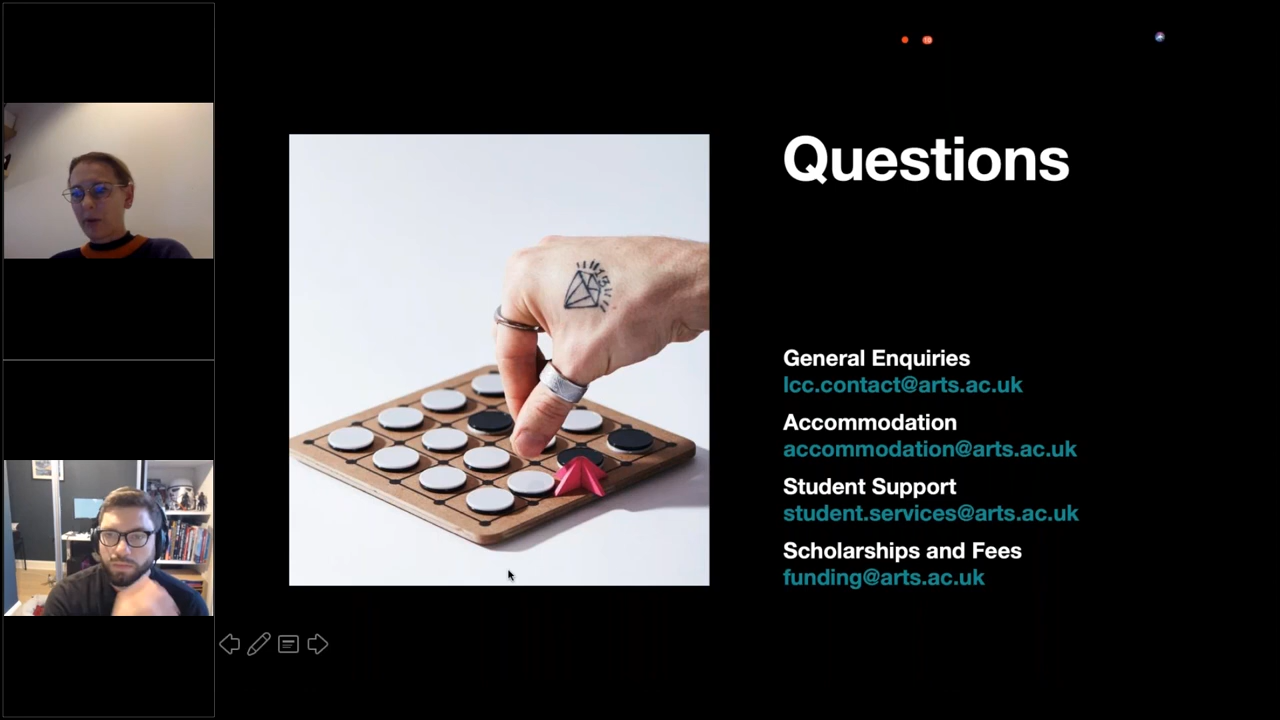 Questions
General Enquiries
lcc.contact@arts.ac.uk
Accommodation
accommodation@arts.ac.uk
Student Support
student.services@arts.ac.uk
Scholarships and Fees
funding@arts.ac.uk